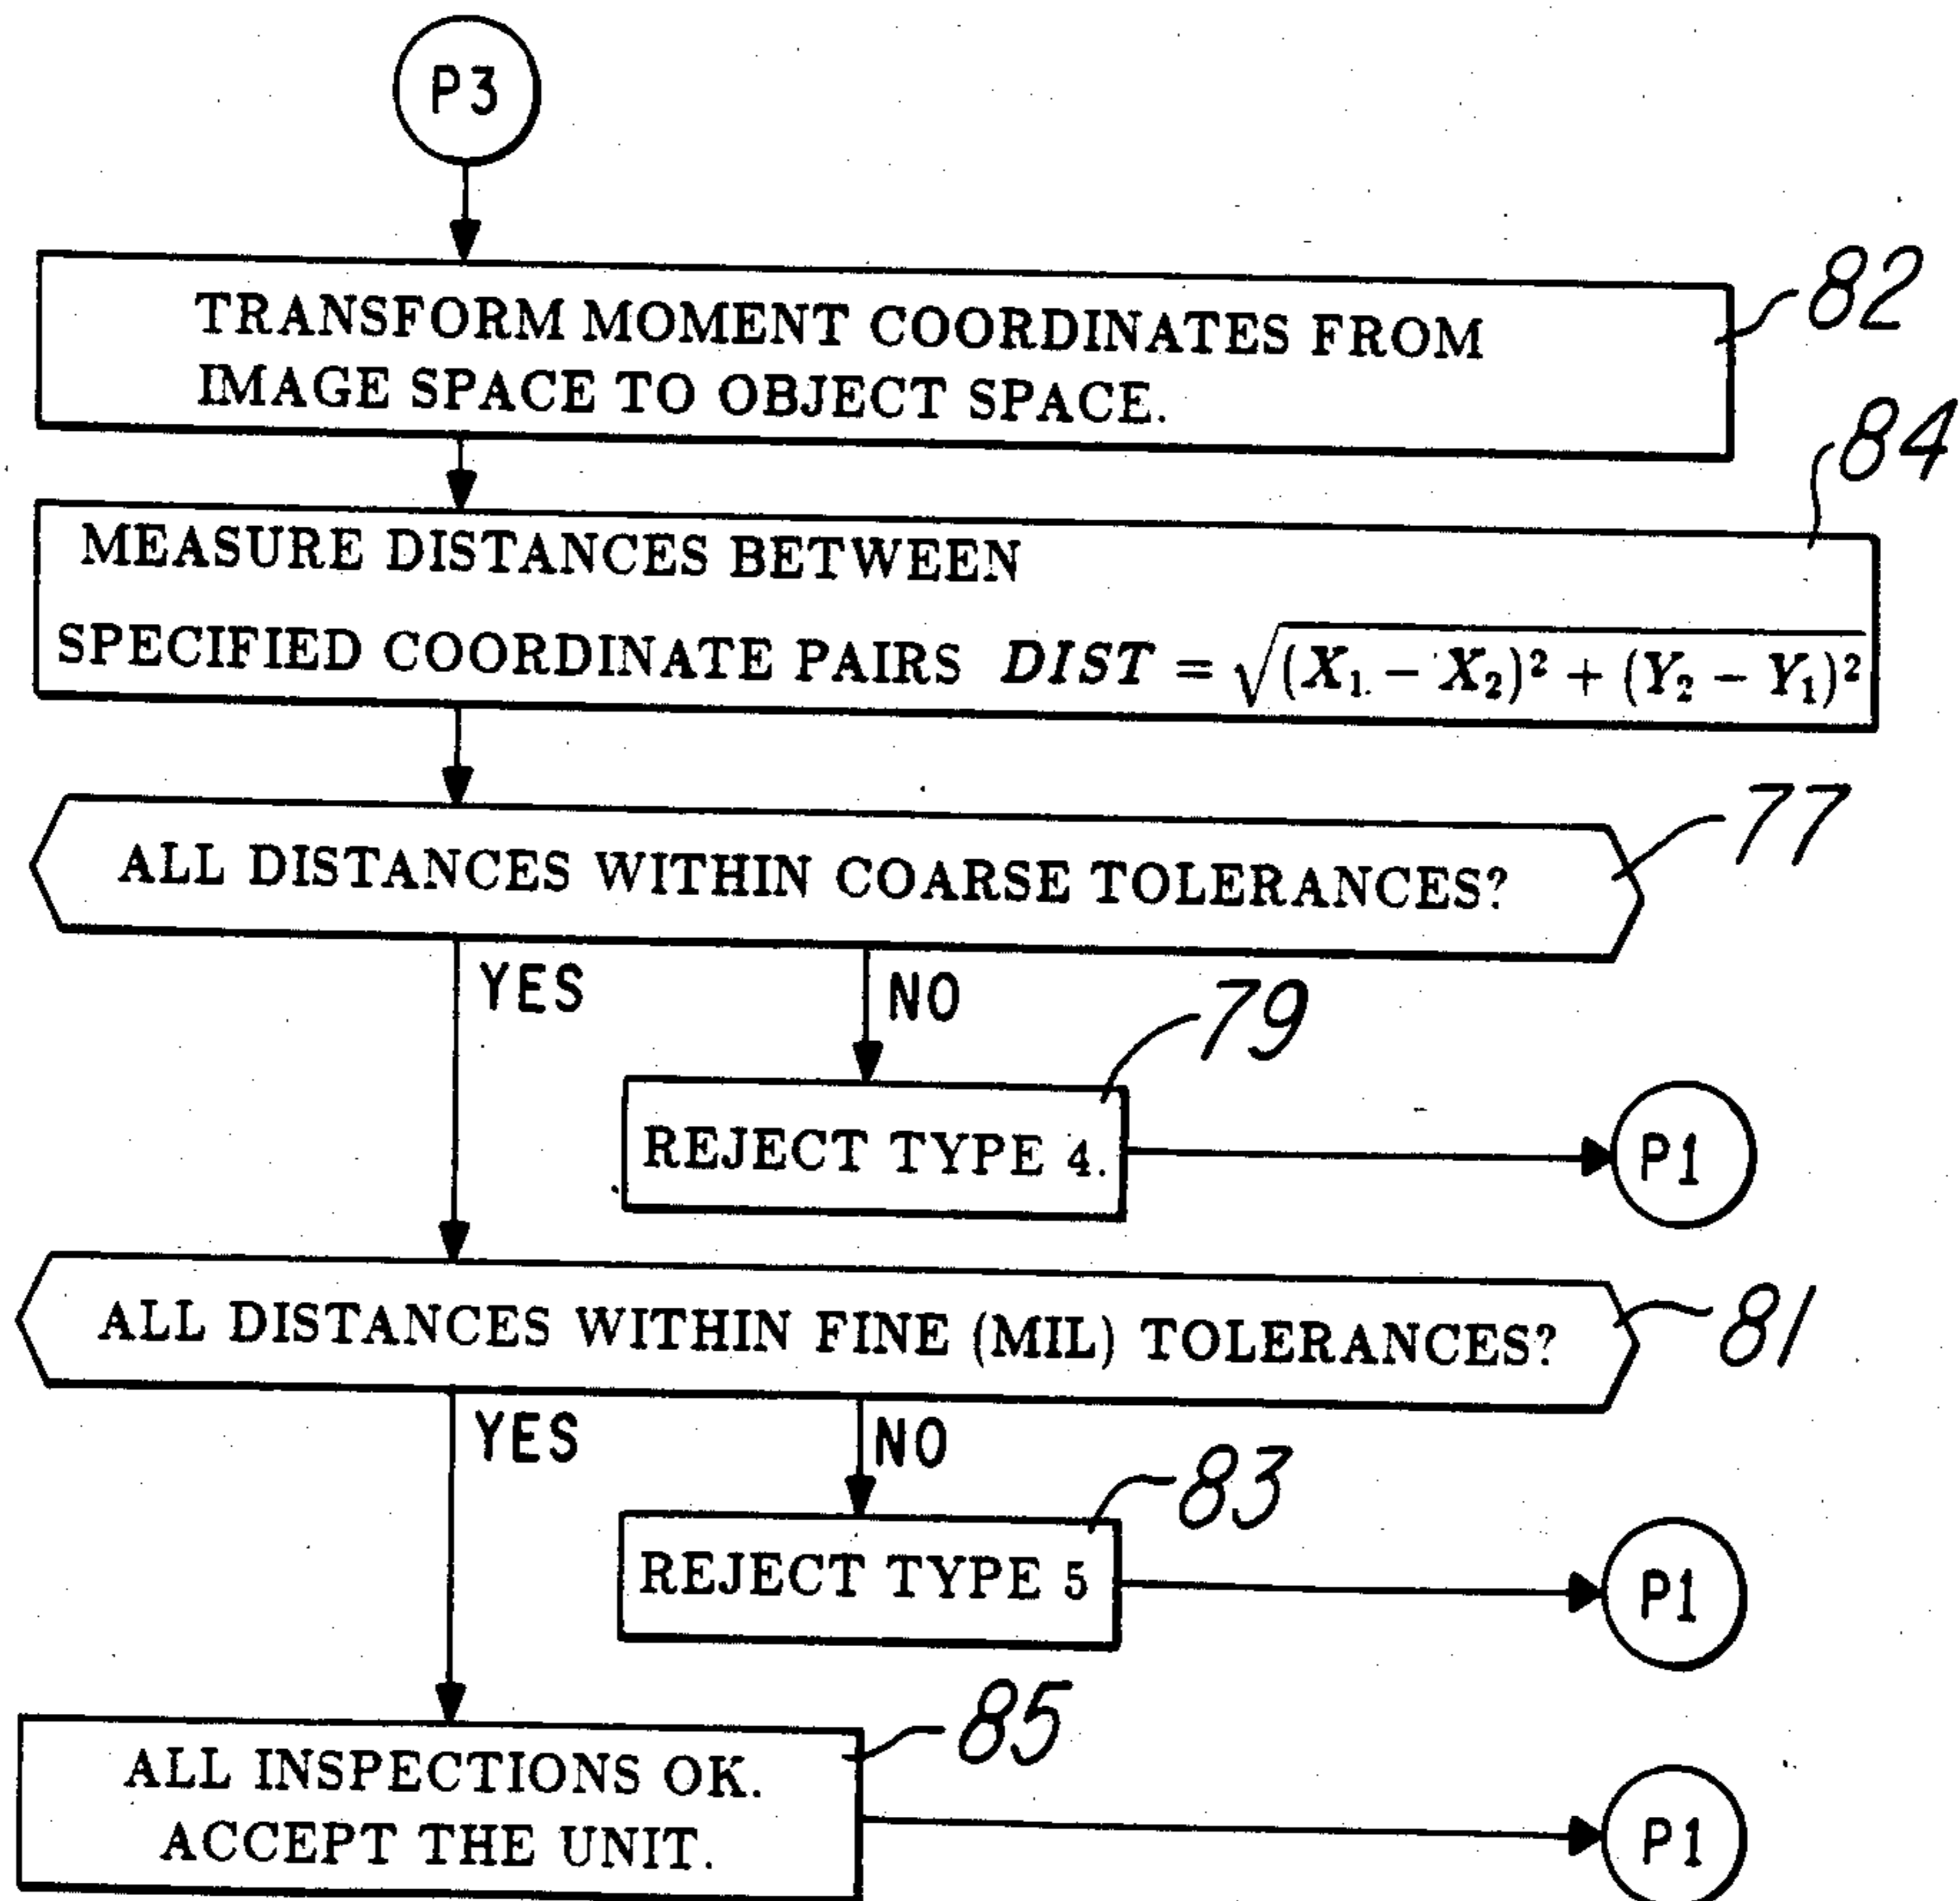 P3
82
TRANSFORM MOMENT COORDINATES FROM
IMAGE SPACE TO OBJECT SPACE.
84
MEASURE DISTANCES BETWEEN
SPECIFIED COORDINATE PAIRS DIST = √(X₁ - X₂)² + (Y₂ - Y₁)²
77
ALL DISTANCES WITHIN COARSE TOLERANCES?
YES
NO
79
REJECT TYPE 4.
P1
ALL DISTANCES WITHIN FINE (MIL) TOLERANCES?
81
YES
NO
83
REJECT TYPE 5
P1
85
ALL INSPECTIONS OK.
ACCEPT THE UNIT.
P1